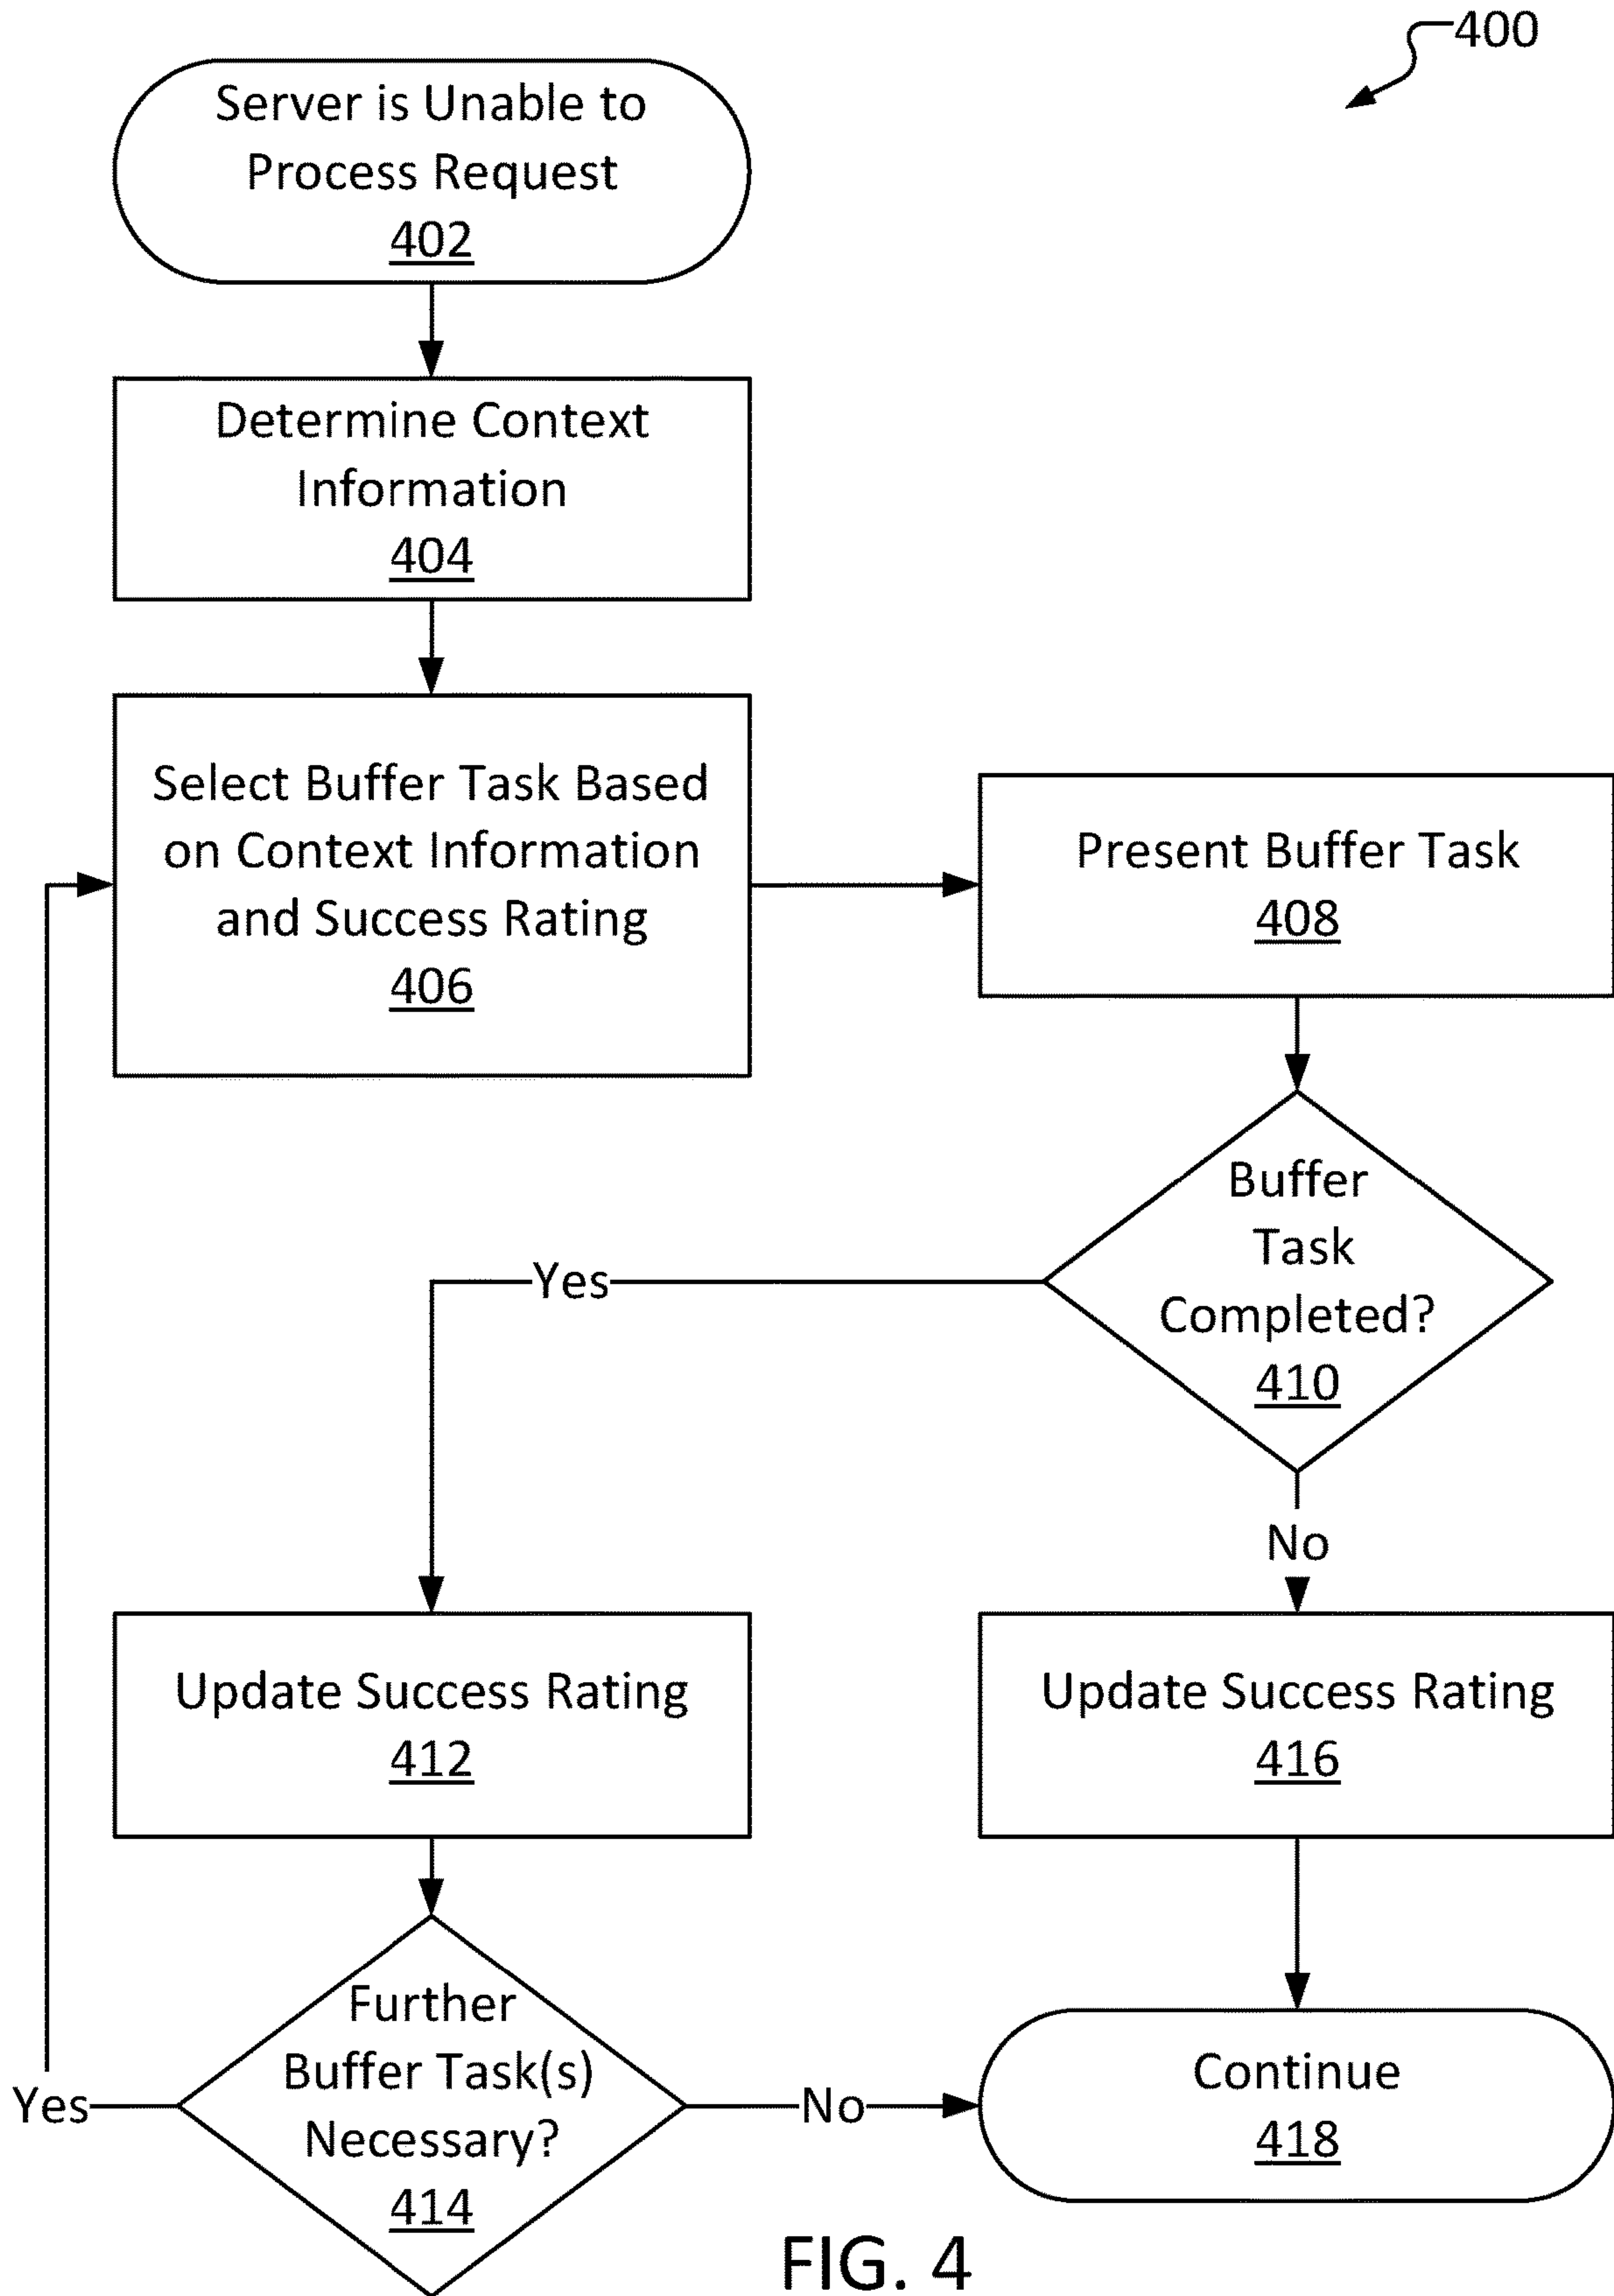 400
Server is Unable to
Process Request
402
Determine Context
Information
404
Select Buffer Task Based
on Context Information
and Success Rating
406
Present Buffer Task
408
Buffer
Task
Completed?
410
Yes
No
Update Success Rating
412
Update Success Rating
416
Further
Buffer Task(s)
Necessary?
414
Yes
No
Continue
418
FIG. 4